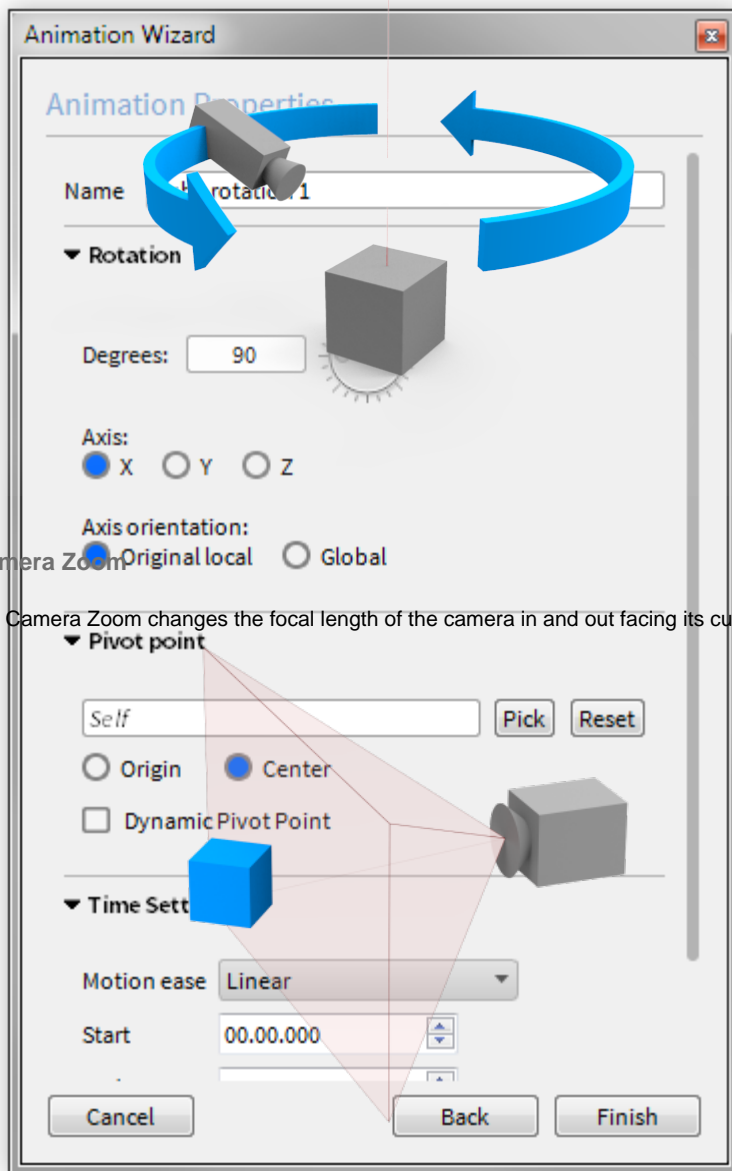 Animation Wizard
Animation Properties
Name rotation 1
Rotation
Degrees: 90
Axis:
X Y Z
Axis orientation:
mera Zoom
Original local Global
Camera Zoom changes the focal length of the camera in and out facing its cu
Pivot point
Self Pick Reset
Origin Center
Dynamic Pivot Point
Time Sett
Motion ease Linear
Start 00.00.000
Cancel Back Finish